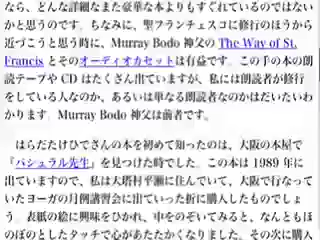 なら、どんな詳細なまた豪華な本よりもすぐれているのではない
かと思うのです。ちなみに、聖フランチェスコに修行のほうから
近づこうと思う時に、Murray Bodo 神父の The Way of St.
Francis とそのオーディオカセットは有益です。この手の本の朗
読テープや CD はたくさん出ていますが、私には朗読者が修行
をしている人なのか、あるいは単なる朗読者なのかはだいたいわ
かります。Murray Bodo 神父は前者です。
はらだたけひでさんの本を初めて知ったのは、大阪の本屋で
『パシュラル先生』を見つけた時でした。この本は 1989 年に
出ていますので、私は大塔村平瀬に住んでいて、大阪で行なって
いたヨーガの月例講習会に出ていった折に購入したものでしょ
う。表紙の絵に興味をひかれ、中をのぞいてみると、なんともほ
のぼのとしたタッチで心があたたかくなりました。その次に購入